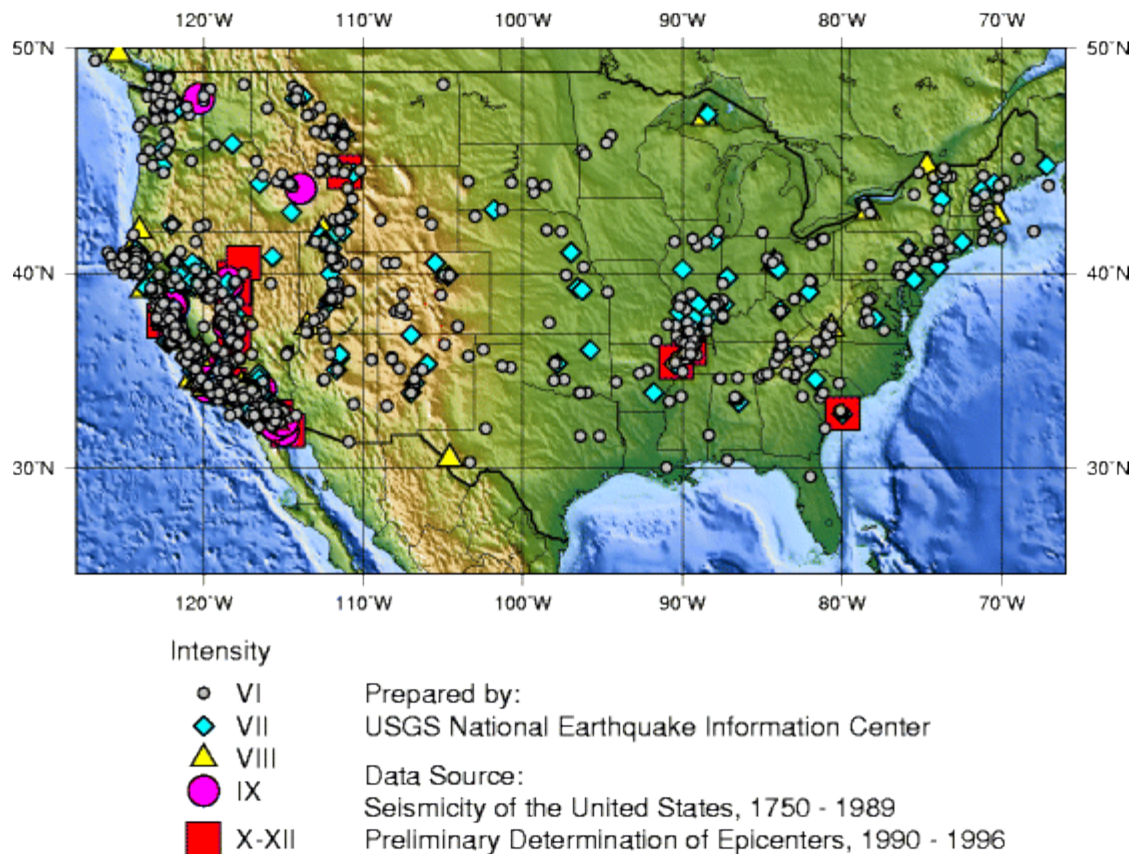 120°W 110°W 100°W 90°W 80°W 70°W
50°N 50°N
40°N 40°N
30°N 30°N
120°W 110°W 100°W 90°W 80°W 70°W
Intensity
VI Prepared by:
VII USGS National Earthquake Information Center
VIII
Data Source:
IX
Seismicity of the United States, 1750 - 1989
X-XII Preliminary Determination of Epicenters, 1990 - 1996